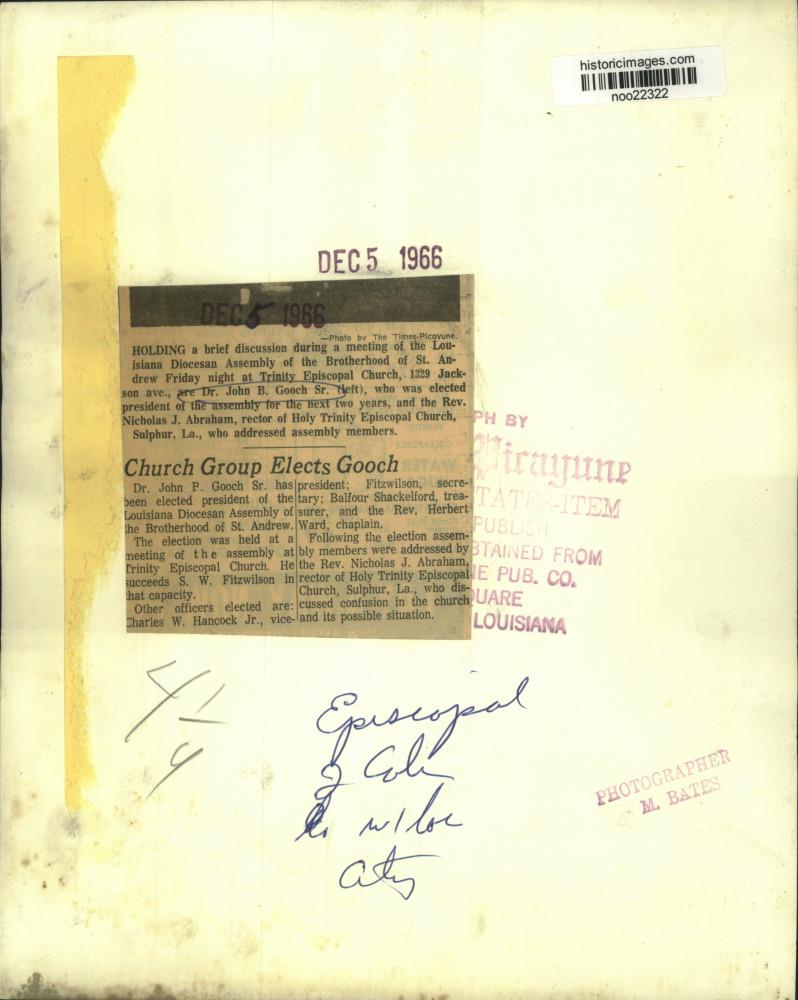 historicimages.com
noo22322
DEC 5 1966
DEC 5 1966
—Photo by The Times-Picayune.
HOLDING a brief discussion during a meeting of the Lou-
isiana Diocesan Assembly of the Brotherhood of St. An-
drew Friday night at Trinity Episcopal Church, 1329 Jack-
son ave., are Dr. John B. Gooch Sr. (left), who was elected
president of the assembly for the next two years, and the Rev.
Nicholas J. Abraham, rector of Holy Trinity Episcopal Church,
Sulphur, La., who addressed assembly members.
Church Group Elects Gooch
Dr. John P. Gooch Sr. has
been elected president of the
Louisiana Diocesan Assembly of
the Brotherhood of St. Andrew.
The election was held at a
meeting of the assembly at
Trinity Episcopal Church. He
succeeds S. W. Fitzwilson in
that capacity.
Other officers elected are:
Charles W. Hancock Jr., vice-
president; Fitzwilson, secre-
tary; Balfour Shackelford, trea-
surer, and the Rev. Herbert
Ward, chaplain.
Following the election assem-
bly members were addressed by
the Rev. Nicholas J. Abraham,
rector of Holy Trinity Episcopal
Church, Sulphur, La., who dis-
cussed confusion in the church
and its possible situation.
PH BY
Picayune
TATES-ITEM
PUBLISH
BTAINED FROM
E PUB. CO.
QUARE
LOUISIANA
4 1
4
Episcopal
2 Col
w/loc
City
PHOTOGRAPHER
M. BATES